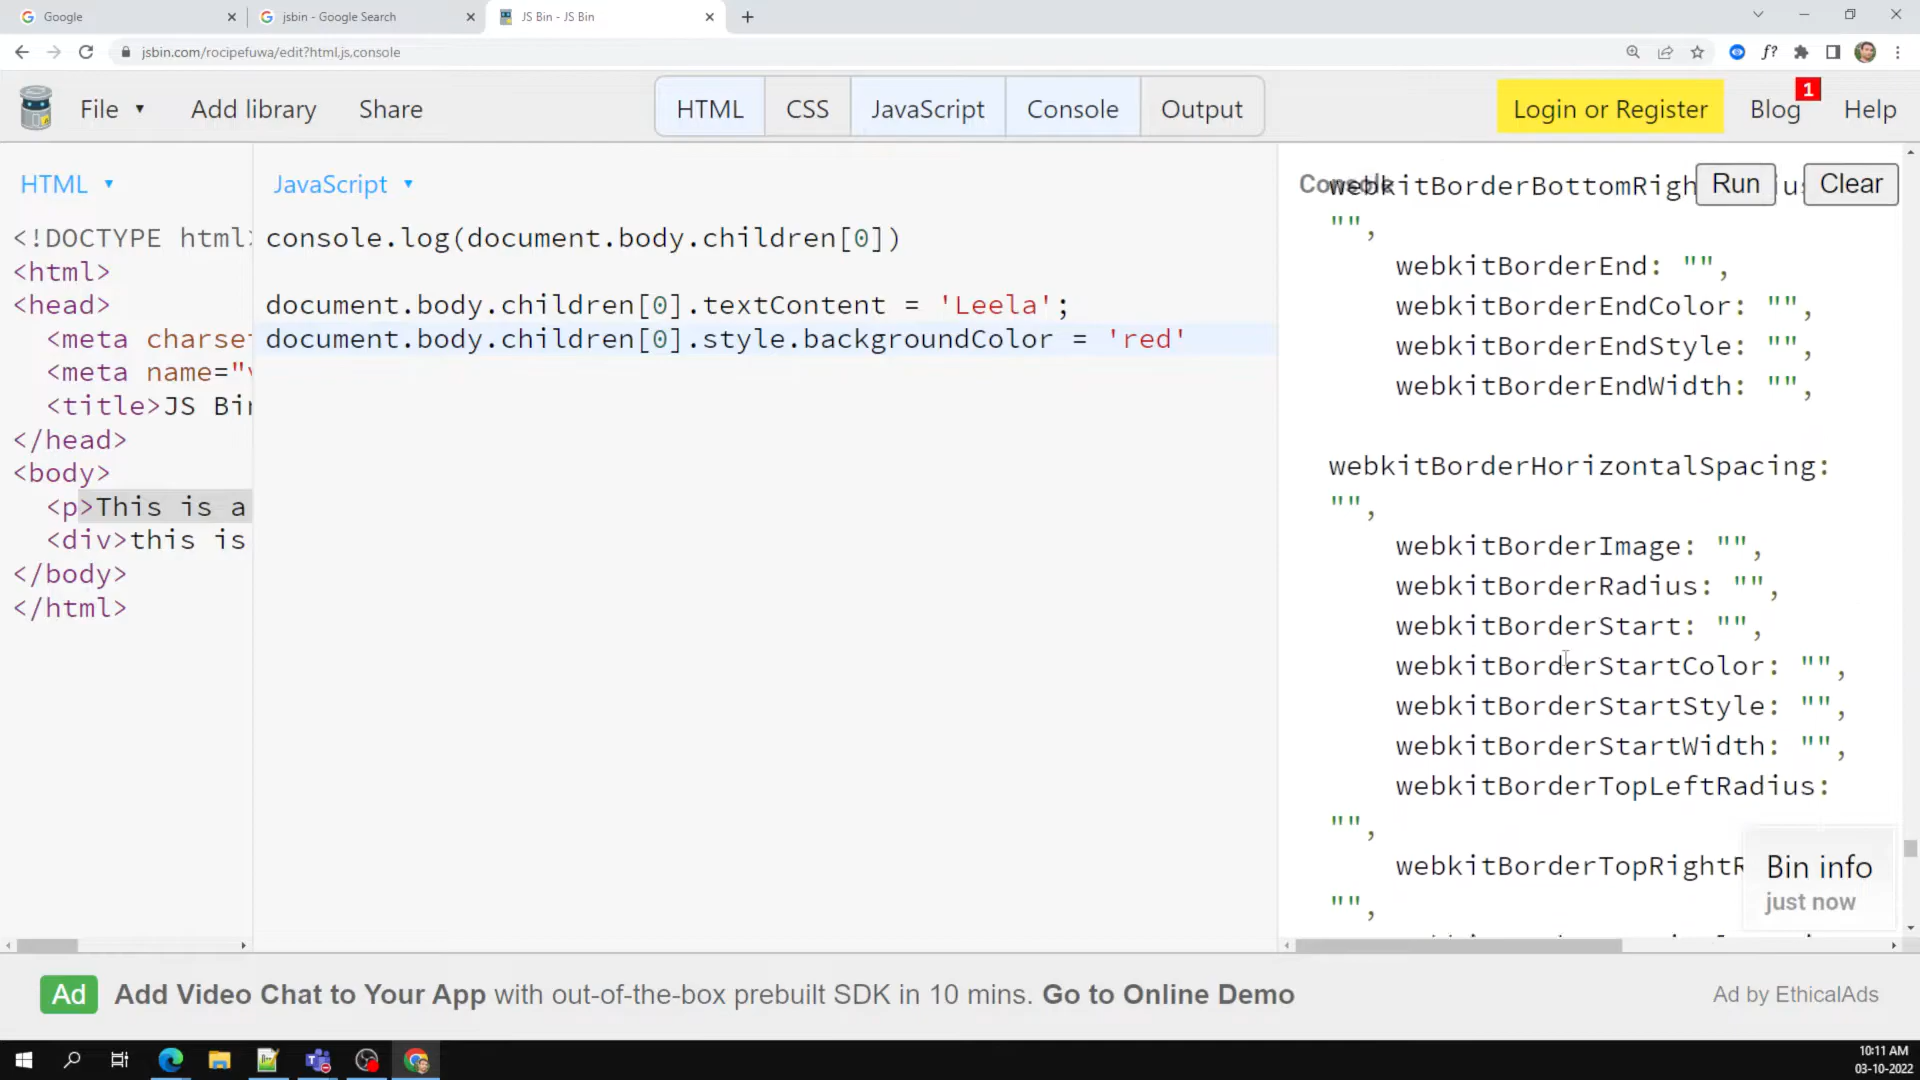 Google
jsbin - Google Search
JS Bin - JS Bin
jsbin.com/rocipefuwa/edit?html,js,console
f?
File
Add library
Share
HTML
CSS
JavaScript
Console
Output
Login or Register
Blog
1
Help
HTML
<!DOCTYPE html>
<html>
<head>
<meta charset
<meta name="v
<title>JS Bin
</head>
<body>
<p>This is a
<div>this is
</body>
</html>
JavaScript
console.log(document.body.children[0])
document.body.children[0].textContent = 'Leela';
document.body.children[0].style.backgroundColor = 'red'
Console
Run
Clear
webkitBorderBottomRigh us
"",
webkitBorderEnd: "",
webkitBorderEndColor: "",
webkitBorderEndStyle: "",
webkitBorderEndWidth: "",
webkitBorderHorizontalSpacing:
"",
webkitBorderImage: "",
webkitBorderRadius: "",
webkitBorderStart: "",
webkitBorderStartColor: "",
webkitBorderStartStyle: "",
webkitBorderStartWidth: "",
webkitBorderTopLeftRadius:
"",
webkitBorderTopRightR
"",
Bin info
just now
Ad
Add Video Chat to Your App with out-of-the-box prebuilt SDK in 10 mins. Go to Online Demo
Ad by EthicalAds
10:11 AM
03-10-2022